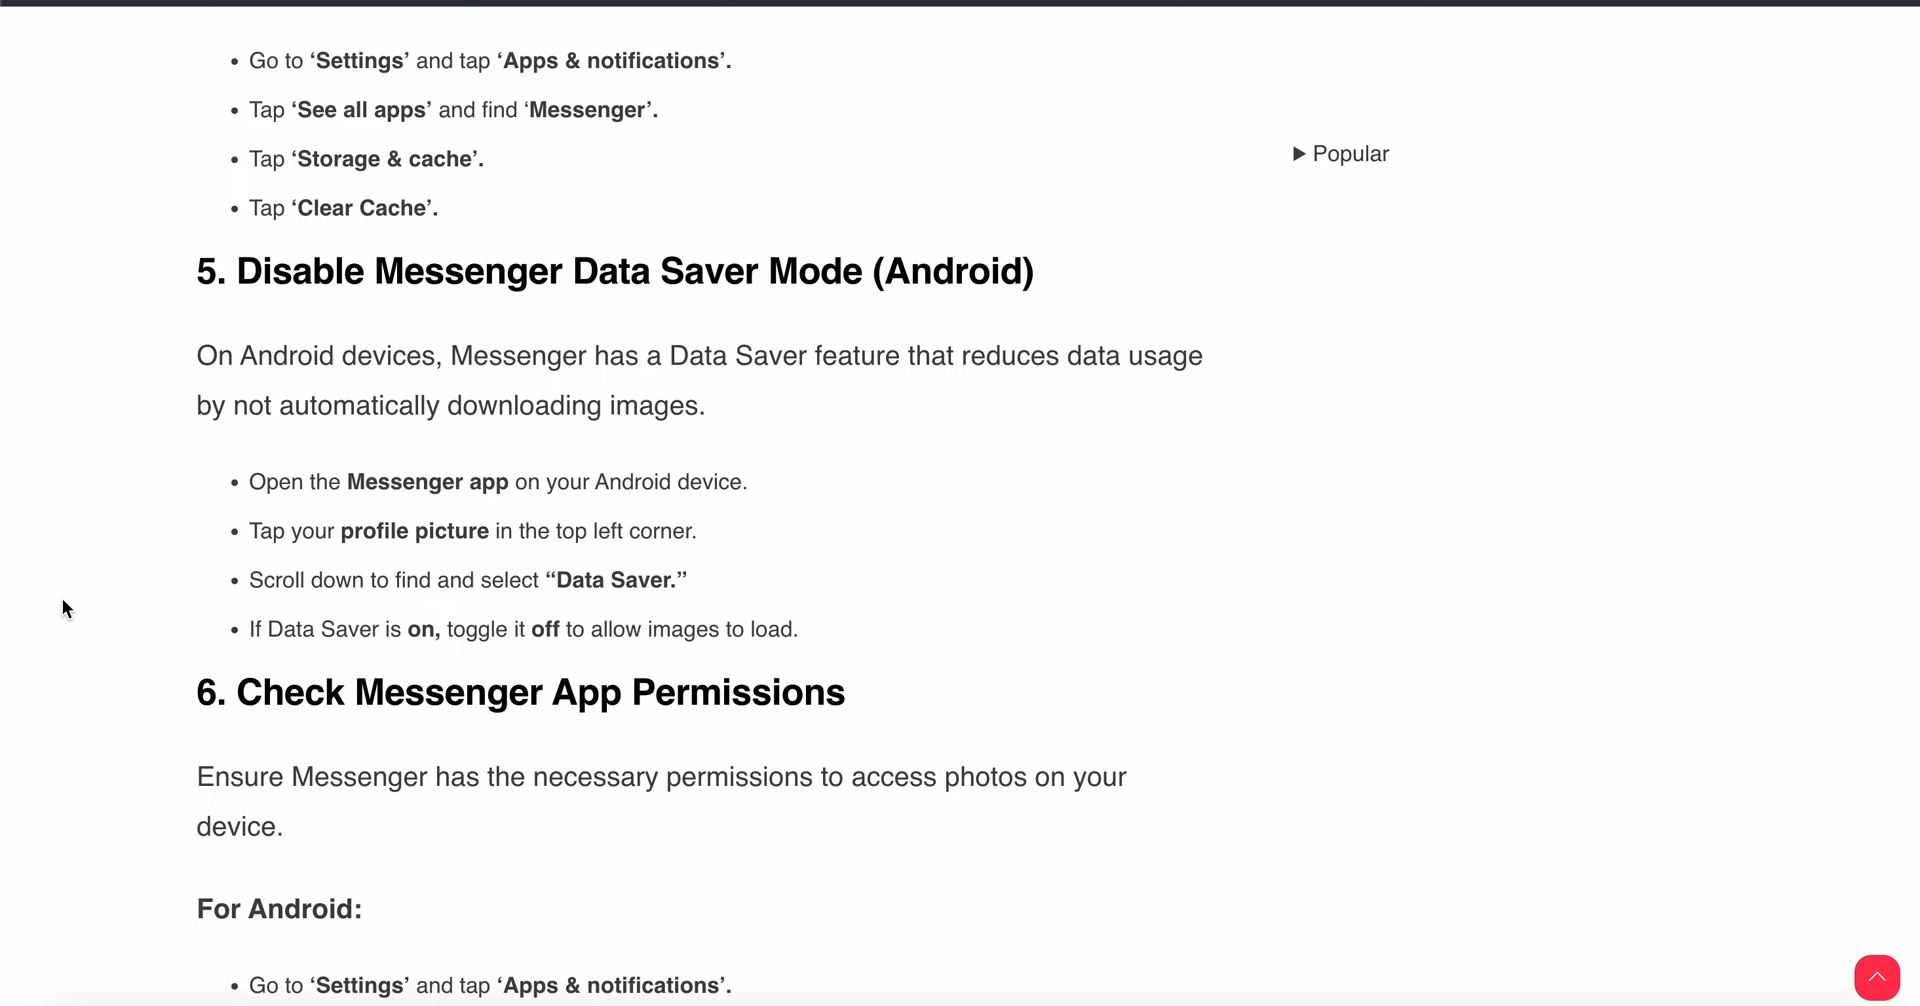 • Go to ‘Settings’ and tap ‘Apps & notifications’.
• Tap ‘See all apps’ and find ‘Messenger’.
• Tap ‘Storage & cache’.
▶ Popular
• Tap ‘Clear Cache’.
5. Disable Messenger Data Saver Mode (Android)
On Android devices, Messenger has a Data Saver feature that reduces data usage
by not automatically downloading images.
• Open the Messenger app on your Android device.
• Tap your profile picture in the top left corner.
• Scroll down to find and select “Data Saver.”
• If Data Saver is on, toggle it off to allow images to load.
6. Check Messenger App Permissions
Ensure Messenger has the necessary permissions to access photos on your
device.
For Android:
• Go to ‘Settings’ and tap ‘Apps & notifications’.